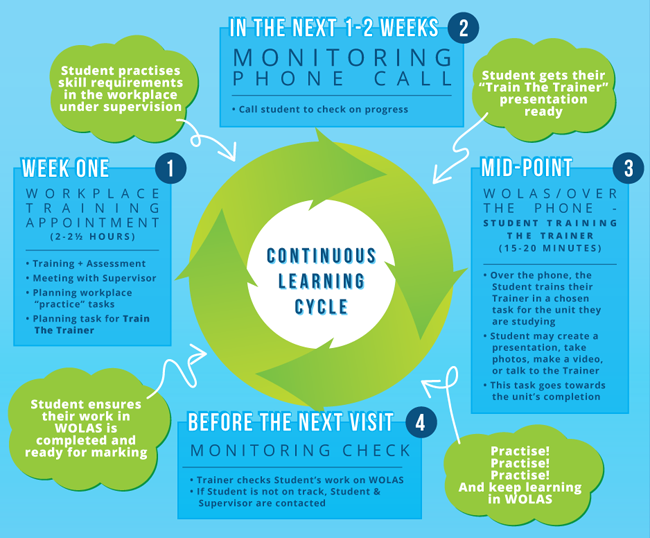 IN THE NEXT 1-2 WEEKS
2
MONITORING
PHONE CALL
• Call student to check on progress
Student practises
skill requirements
in the workplace
under supervision
Student gets their
"Train The Trainer"
presentation
ready
WEEK ONE
1
WORKPLACE
TRAINING
APPOINTMENT
(2-2½ HOURS)
• Training + Assessment
• Meeting with Supervisor
• Planning workplace
"practice" tasks
• Planning task for Train
The Trainer
CONTINUOUS
LEARNING
CYCLE
MID-POINT
3
WOLAS/OVER
THE PHONE -
STUDENT TRAINING
THE TRAINER
(15-20 MINUTES)
• Over the phone, the
Student trains their
Trainer in a chosen
task for the unit they
are studying
• Student may create a
presentation, take
photos, make a video,
or talk to the Trainer
• This task goes towards
the unit's completion
Student ensures
their work in
WOLAS is
completed and
ready for marking
BEFORE THE NEXT VISIT
4
MONITORING CHECK
• Trainer checks Student's work on WOLAS
• If Student is not on track, Student &
Supervisor are contacted
Practise!
Practise!
Practise!
And keep learning
in WOLAS